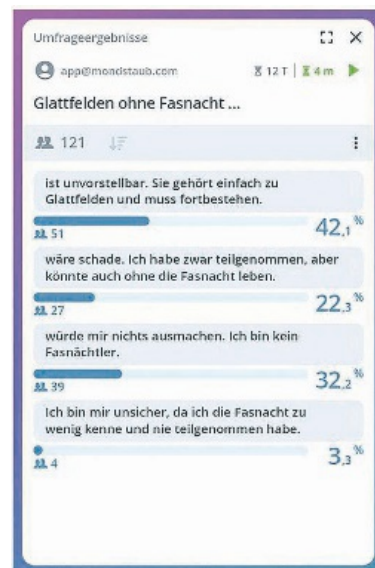 Umfrageergebnisse
app@mondstaub.com 12 T | 4 m
Glattfelden ohne Fasnacht ...
121
ist unvorstellbar. Sie gehört einfach zu
Glattfelden und muss fortbestehen.
51 42,1 %
wäre schade. Ich habe zwar teilgenommen, aber
könnte auch ohne die Fasnacht leben.
27 22,3 %
würde mir nichts ausmachen. Ich bin kein
Fasnächtler.
39 32,2 %
Ich bin mir unsicher, da ich die Fasnacht zu
wenig kenne und nie teilgenommen habe.
4 3,3 %